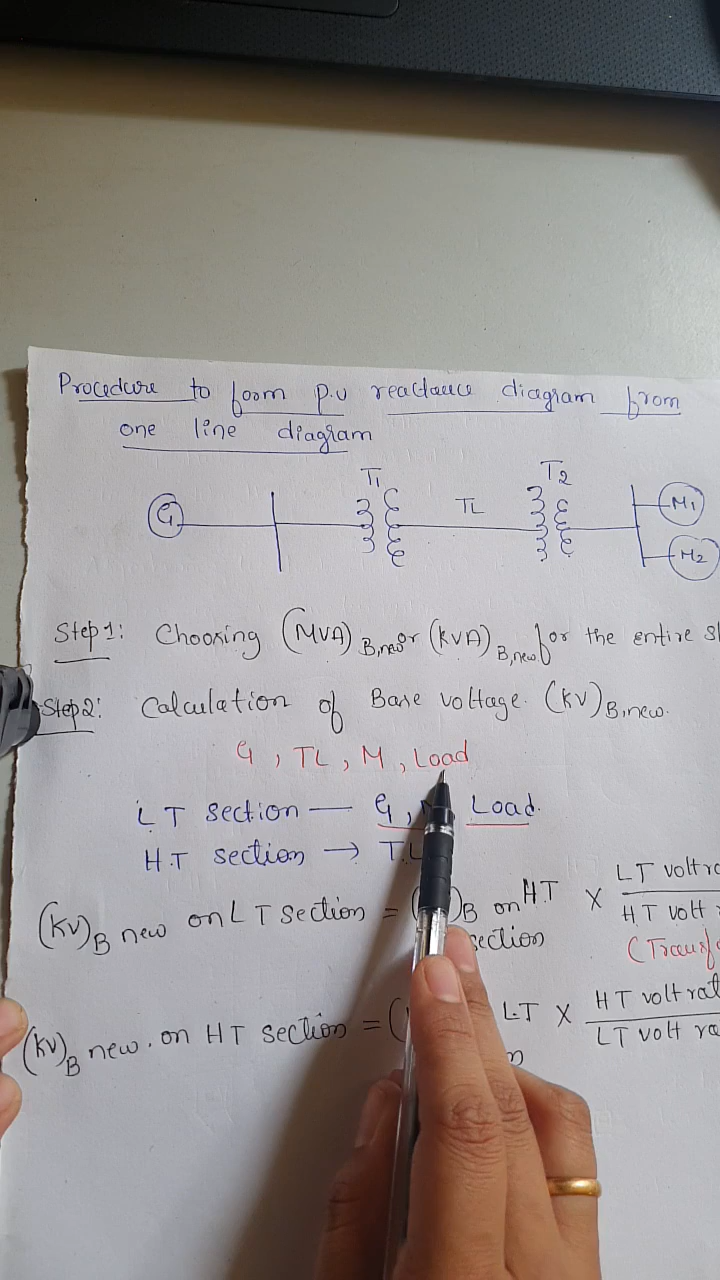 Procedure to form p.u reactance diagram from
one line diagram
T1 T2
G TL M1
M2
Step 1: Choosing (MVA)B,new or (KVA)B,new for the entire
Step 2: Calculation of Base voltage. (KV)B,new.
G, TL, M, Load
LT section — G, Load.
HT section → T.L
(KV)B new on LT section = B on HT section × LT volt / HT volt
(KV)B new. on HT section = LT × HT volt / LT volt